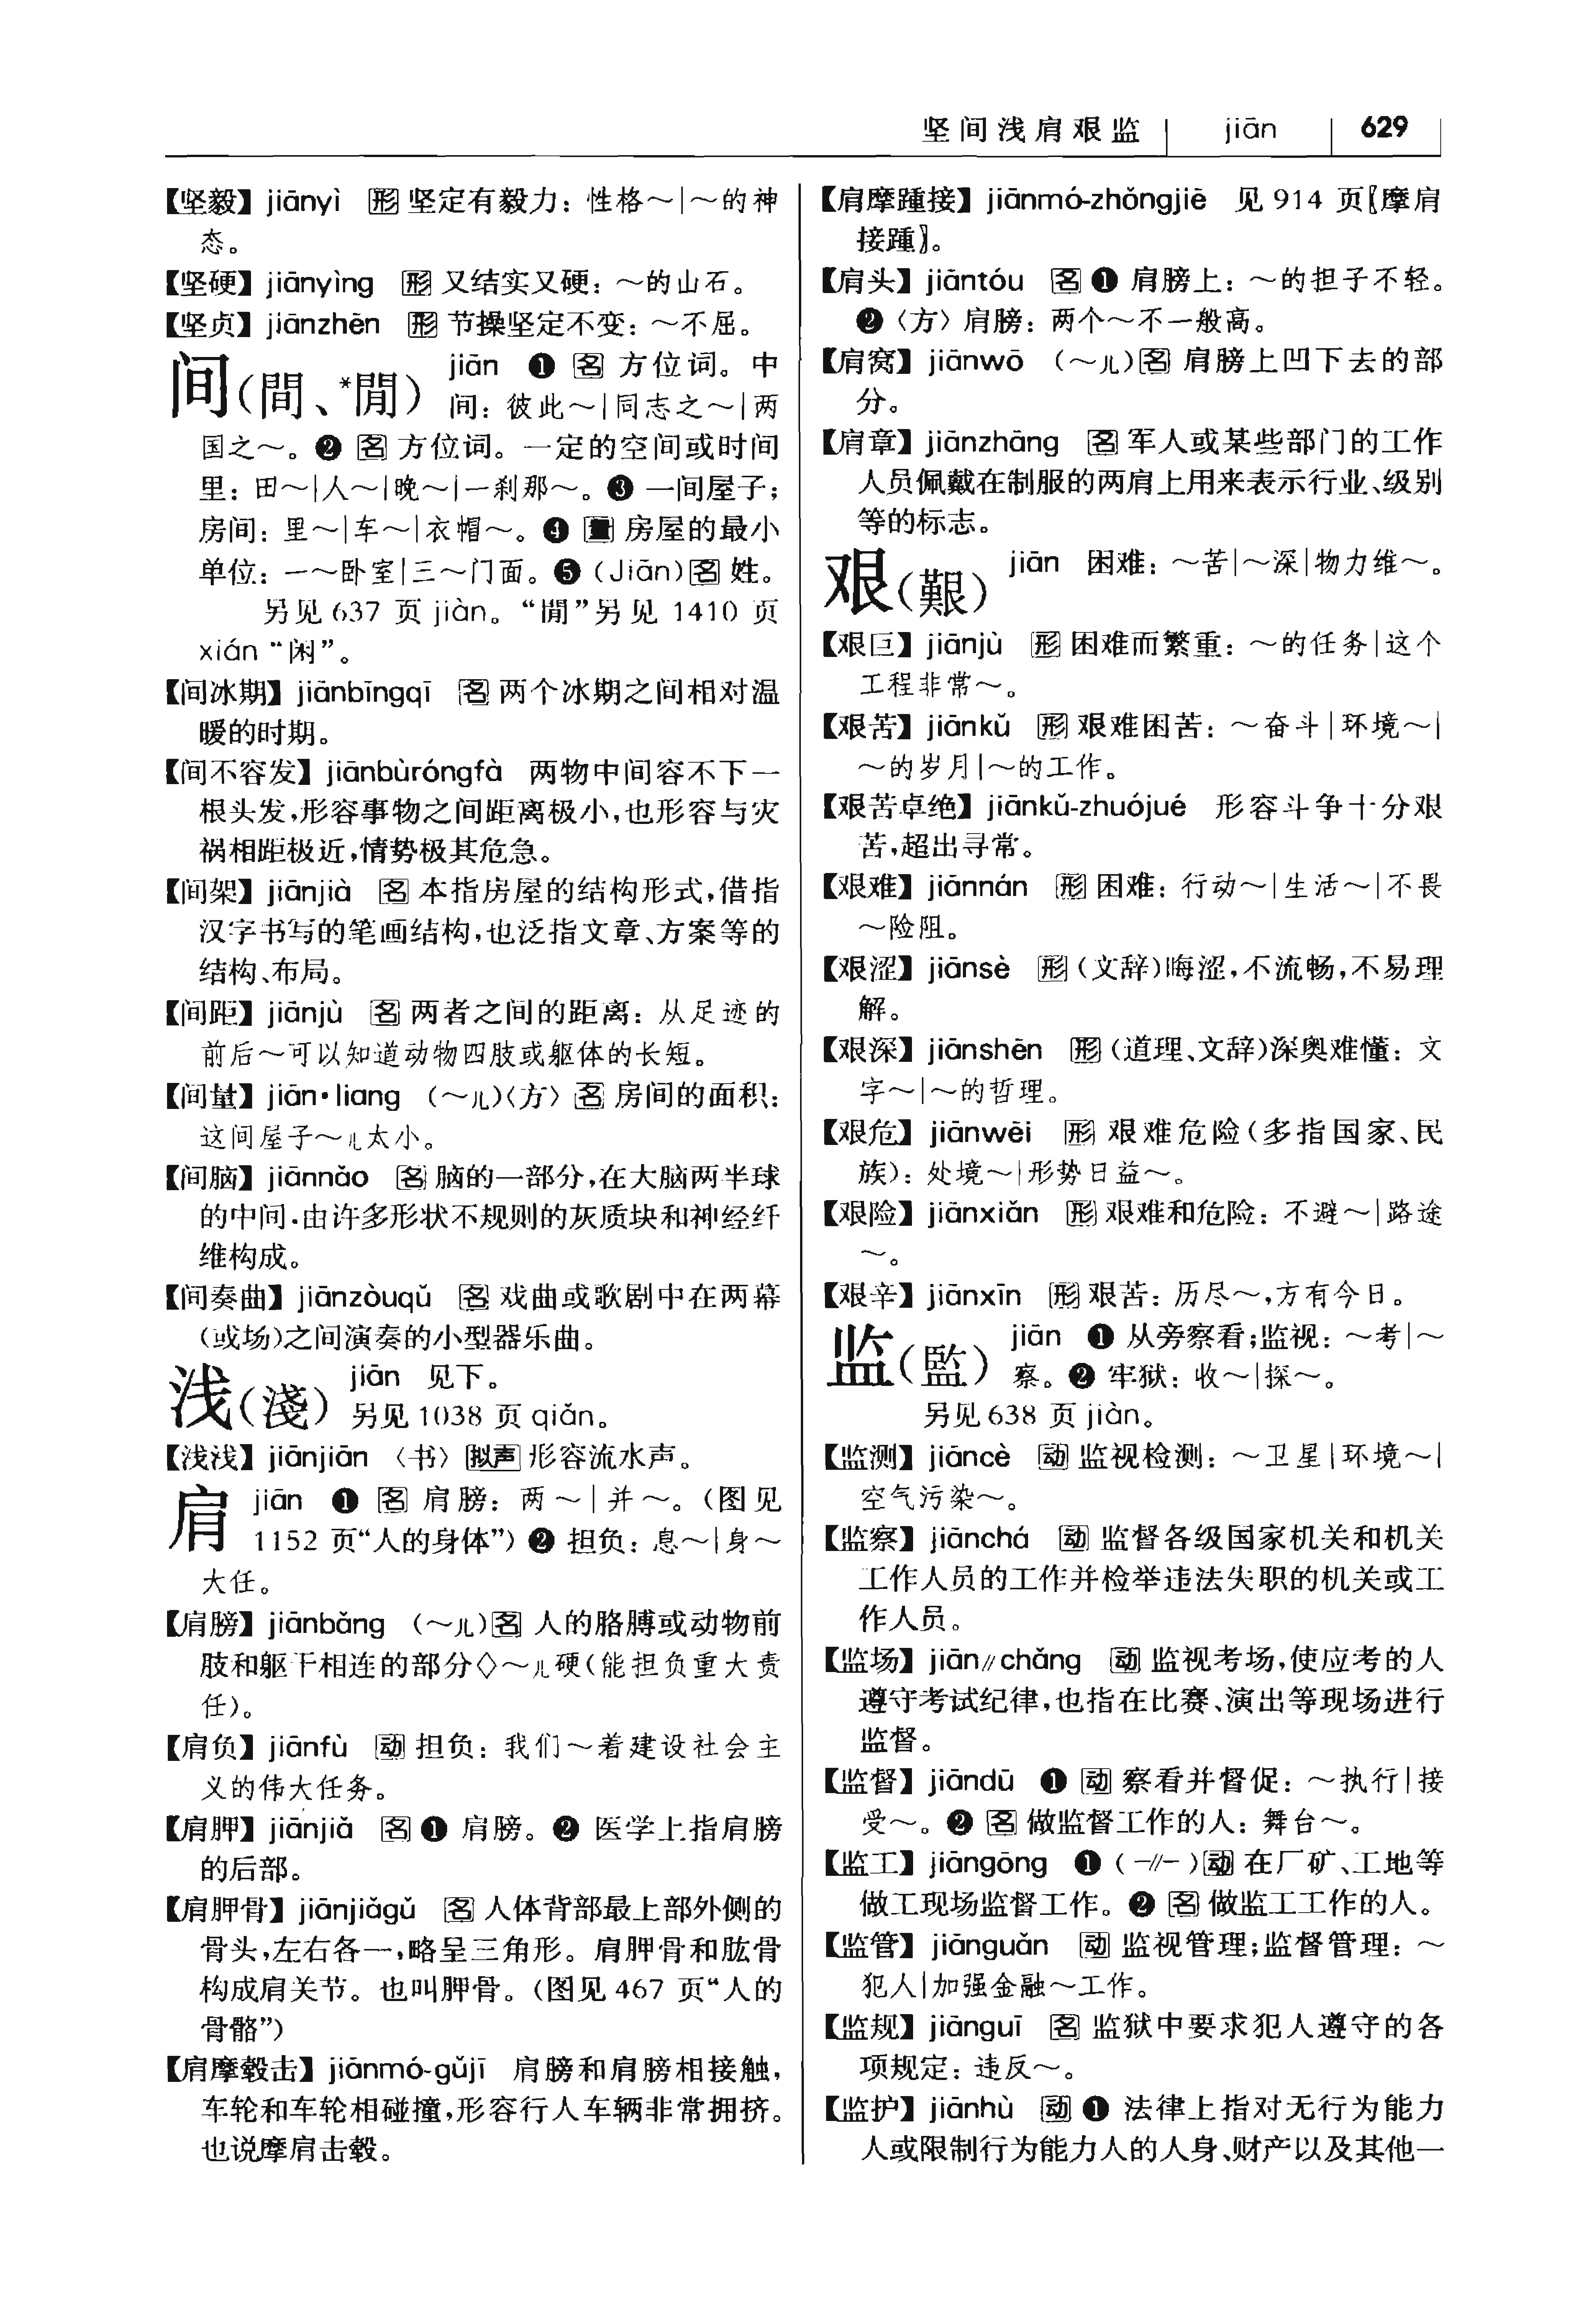 坚间浅肩艰监 jiān 629
【坚毅】jiānyì 形 坚定有毅力：性格～|～的神
态。
【坚硬】jiānyìng 形 又结实又硬：～的山石。
【坚贞】jiānzhēn 形 节操坚定不变：～不屈。
间(間、*閒) jiān ❶ 名 方位词。中
间：彼此～|同志之～|两
国之～。❷ 名 方位词。一定的空间或时间
里：田～|人～|晚～|一刹那～。❸ 一间屋子；
房间：里～|车～|衣帽～。❹ 量 房屋的最小
单位：一～卧室|三～门面。❺ (Jiān)名 姓。
另见 637 页 jiàn。“閒”另见 1410 页
xián “闲”。
【间冰期】jiānbīngqī 名 两个冰期之间相对温
暖的时期。
【间不容发】jiānbùróngfà 两物中间容不下一
根头发，形容事物之间距离极小，也形容与灾
祸相距极近，情势极其危急。
【间架】jiānjià 名 本指房屋的结构形式，借指
汉字书写的笔画结构，也泛指文章、方案等的
结构、布局。
【间距】jiānjù 名 两者之间的距离：从足迹的
前后～可以知道动物四肢或躯体的长短。
【间量】jiān·liang (～儿)〈方〉名 房间的面积：
这间屋子～儿太小。
【间脑】jiānnǎo 名 脑的一部分，在大脑两半球
的中间，由许多形状不规则的灰质块和神经纤
维构成。
【间奏曲】jiānzòuqǔ 名 戏曲或歌剧中在两幕
(或场)之间演奏的小型器乐曲。
浅(淺) jiān 见下。
另见 1038 页 qiǎn。
【浅浅】jiānjiān 〈书〉拟声 形容流水声。
肩 jiān ❶ 名 肩膀：两～|并～。(图见
1152 页“人的身体”) ❷ 担负：息～|身～
大任。
【肩膀】jiānbǎng (～儿)名 人的胳膊或动物前
肢和躯干相连的部分◇～儿硬(能担负重大责
任)。
【肩负】jiānfù 动 担负：我们～着建设社会主
义的伟大任务。
【肩胛】jiānjiǎ 名 ❶ 肩膀。❷ 医学上指肩膀
的后部。
【肩胛骨】jiānjiǎgǔ 名 人体背部最上部外侧的
骨头，左右各一，略呈三角形。肩胛骨和肱骨
构成肩关节。也叫胛骨。(图见 467 页“人的
骨骼”)
【肩摩毂击】jiānmó-gǔjī 肩膀和肩膀相接触，
车轮和车轮相碰撞，形容行人车辆非常拥挤。
也说摩肩击毂。
【肩摩踵接】jiānmó-zhǒngjiē 见 914 页〖摩肩
接踵〗。
【肩头】jiāntóu 名 ❶ 肩膀上：～的担子不轻。
❷〈方〉肩膀：两个～不一般高。
【肩窝】jiānwō (～儿)名 肩膀上凹下去的部
分。
【肩章】jiānzhāng 名 军人或某些部门的工作
人员佩戴在制服的两肩上用来表示行业、级别
等的标志。
艰(艱) jiān 困难：～苦|～深|物力维～。
【艰巨】jiānjù 形 困难而繁重：～的任务|这个
工程非常～。
【艰苦】jiānkǔ 形 艰难困苦：～奋斗|环境～|
～的岁月|～的工作。
【艰苦卓绝】jiānkǔ-zhuójué 形容斗争十分艰
苦，超出寻常。
【艰难】jiānnán 形 困难：行动～|生活～|不畏
～险阻。
【艰涩】jiānsè 形 (文辞)晦涩，不流畅，不易理
解。
【艰深】jiānshēn 形 (道理、文辞)深奥难懂：文
字～|～的哲理。
【艰危】jiānwēi 形 艰难危险(多指国家、民
族)：处境～|形势日益～。
【艰险】jiānxiǎn 形 艰难和危险：不避～|路途
～。
【艰辛】jiānxīn 形 艰苦：历尽～，方有今日。
监(監) jiān ❶ 从旁察看；监视：～考|～
察。❷ 牢狱：收～|探～。
另见 638 页 jiàn。
【监测】jiāncè 动 监视检测：～卫星|环境～|
空气污染～。
【监察】jiānchá 动 监督各级国家机关和机关
工作人员的工作并检举违法失职的机关或工
作人员。
【监场】jiān∥chǎng 动 监视考场，使应考的人
遵守考试纪律，也指在比赛、演出等现场进行
监督。
【监督】jiāndū ❶ 动 察看并督促：～执行|接
受～。❷ 名 做监督工作的人：舞台～。
【监工】jiāngōng ❶ (-∥-)动 在厂矿、工地等
做工现场监督工作。❷ 名 做监工工作的人。
【监管】jiānguǎn 动 监视管理；监督管理：～
犯人|加强金融～工作。
【监规】jiānguī 名 监狱中要求犯人遵守的各
项规定：违反～。
【监护】jiānhù 动 ❶ 法律上指对无行为能力
人或限制行为能力人的人身、财产以及其他一